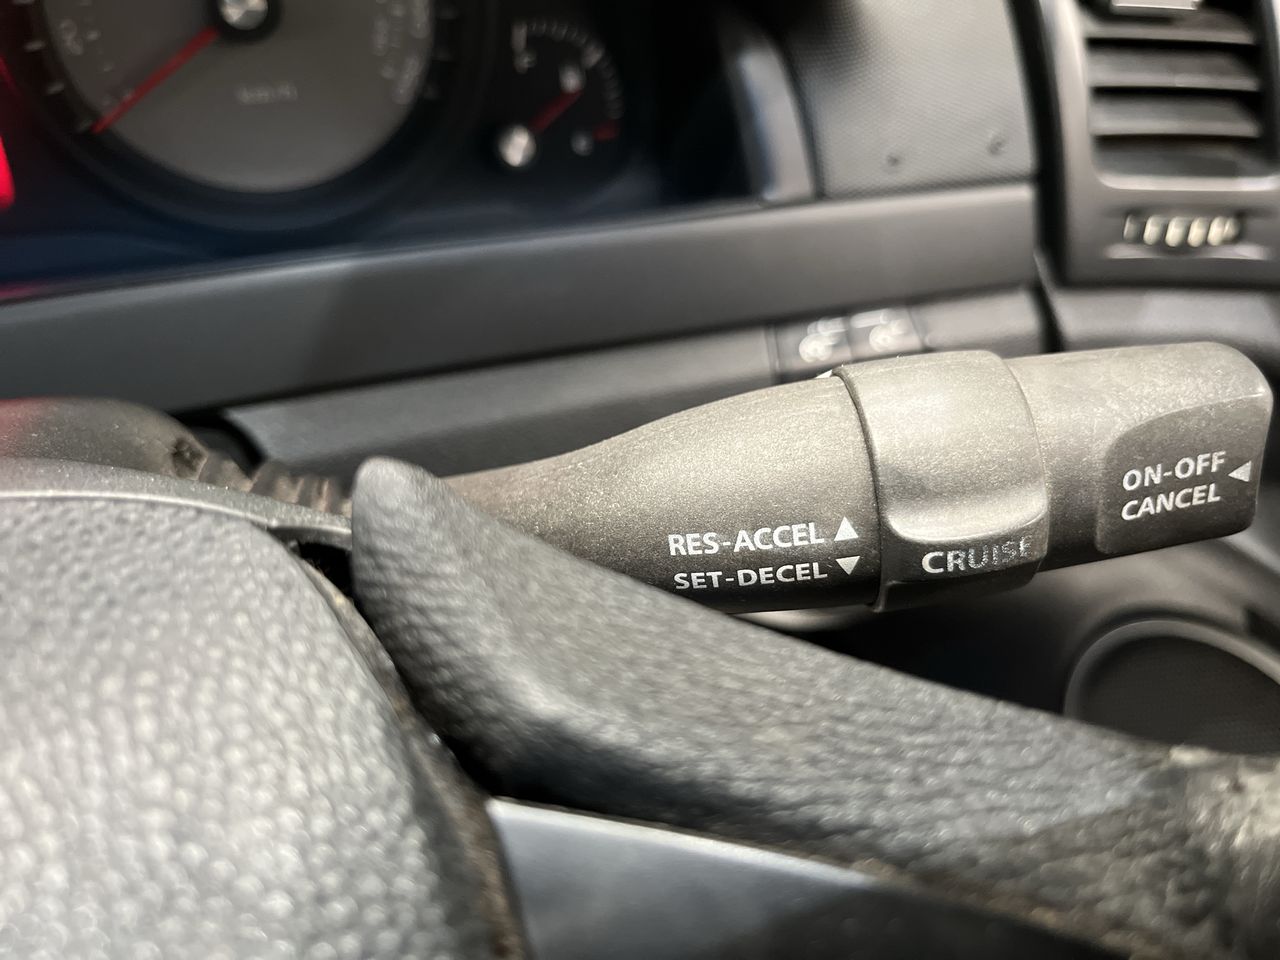 RES-ACCEL ▲
SET-DECEL ▼
CRUISE
ON-OFF
CANCEL ◀